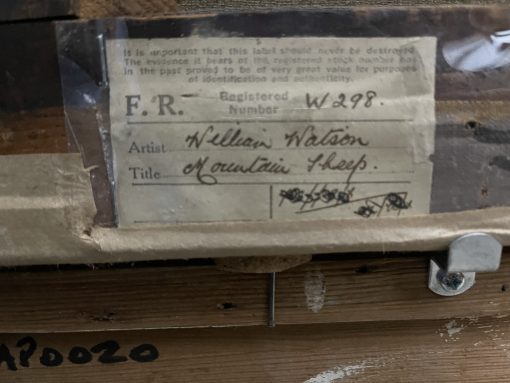 It is important that this label should never be destroyed.
The evidence it bears of the registered stock number has
in the past proved to be of very great value for purposes
of identification and authenticity.
F. R. Registered Number W 298.
Artist William Watson
Title Mountain Sheep.
AP0020